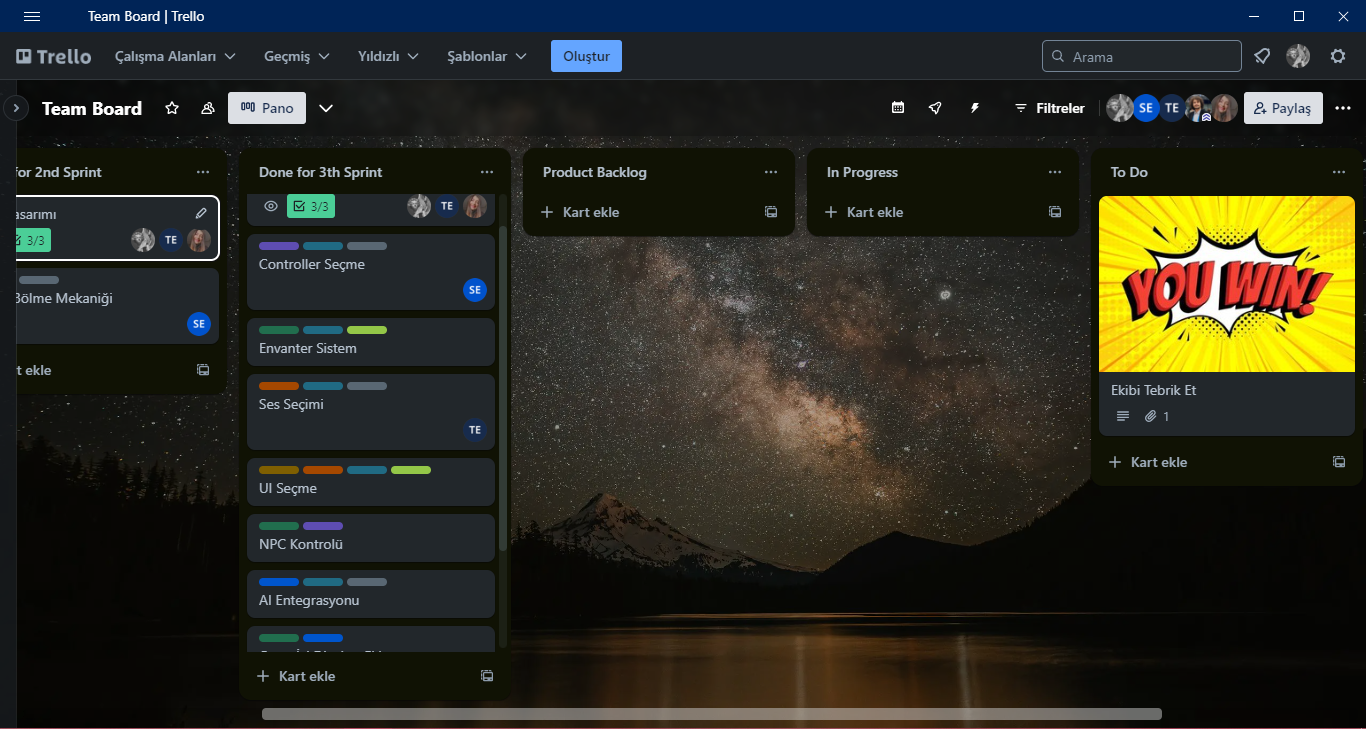 Team Board | Trello
Trello
Çalışma Alanları
Geçmiş
Yıldızlı
Şablonlar
Oluştur
Arama
Team Board
Pano
Filtreler
SE
TE
Paylaş
for 2nd Sprint
asarımı
3/3
TE
Bölme Mekaniği
SE
t ekle
Done for 3th Sprint
3/3
TE
Controller Seçme
SE
Envanter Sistem
Ses Seçimi
TE
UI Seçme
NPC Kontrolü
AI Entegrasyonu
Kart ekle
Product Backlog
Kart ekle
In Progress
Kart ekle
To Do
YOU WIN!
Ekibi Tebrik Et
1
Kart ekle